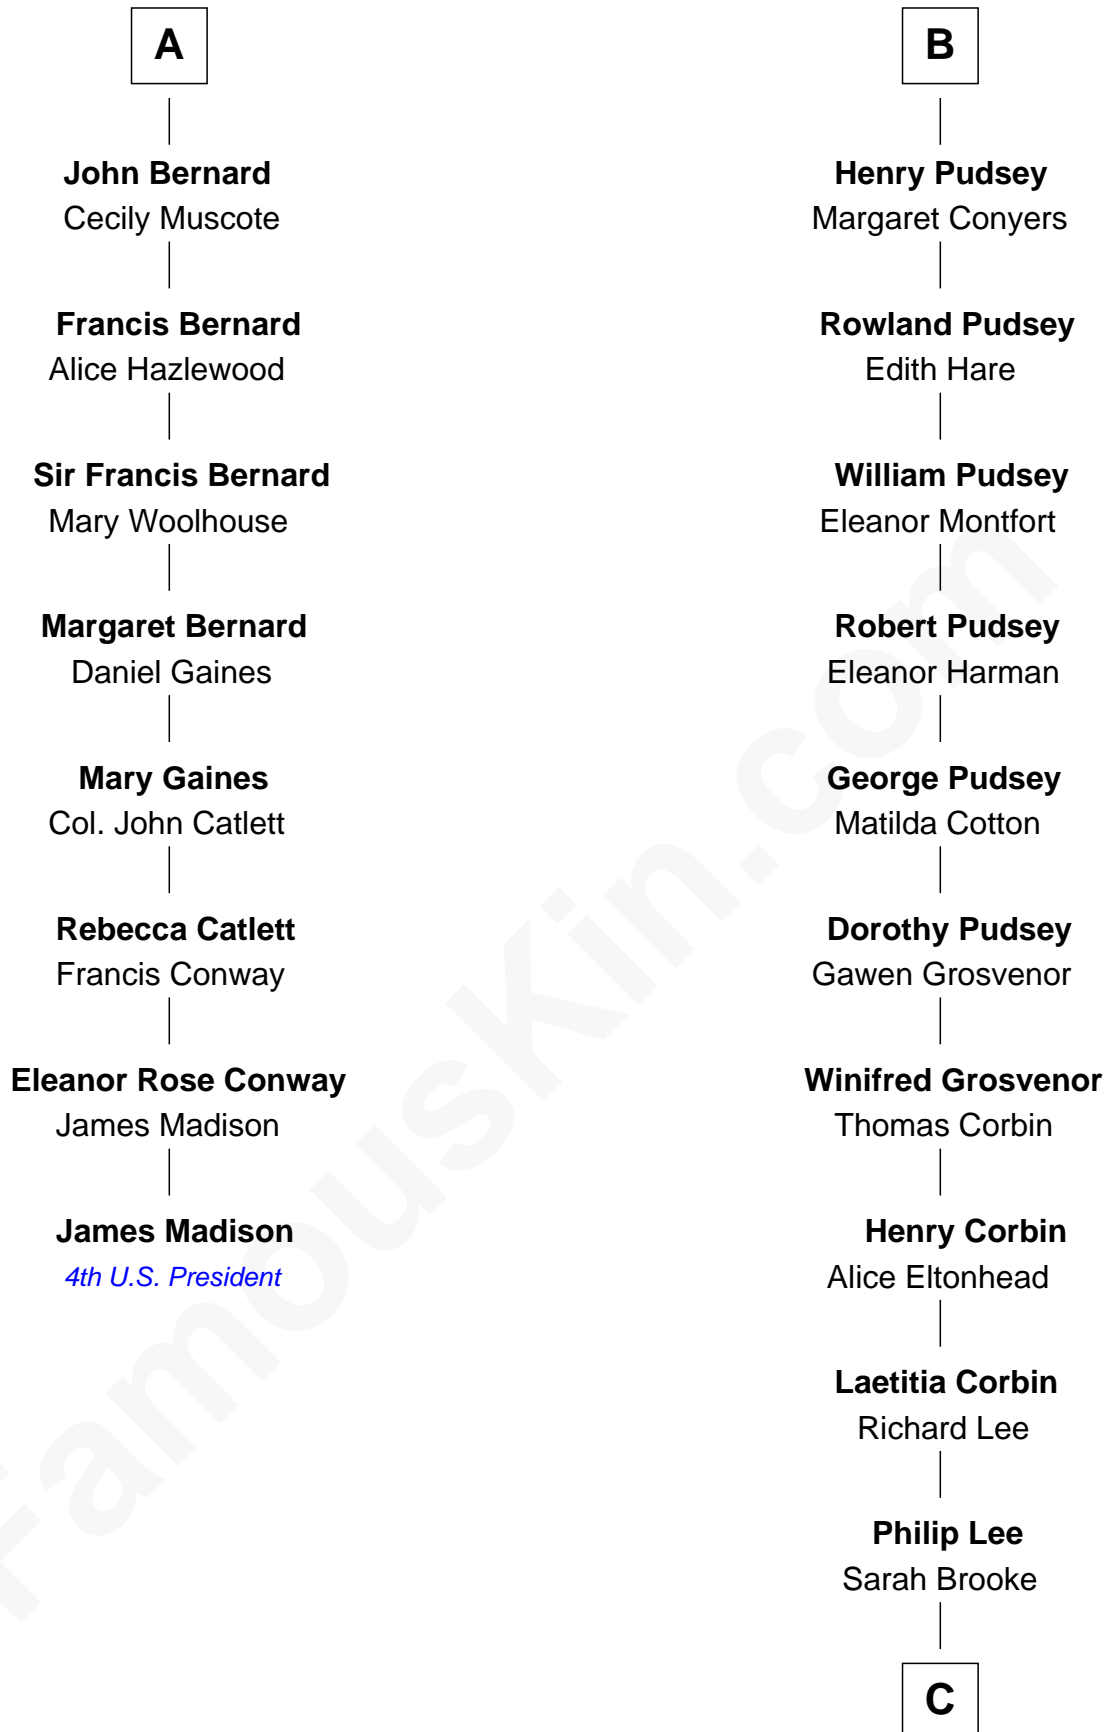 A
John Bernard
Cecily Muscote
Francis Bernard
Alice Hazlewood
Sir Francis Bernard
Mary Woolhouse
Margaret Bernard
Daniel Gaines
Mary Gaines
Col. John Catlett
Rebecca Catlett
Francis Conway
Eleanor Rose Conway
James Madison
James Madison
4th U.S. President
B
Henry Pudsey
Margaret Conyers
Rowland Pudsey
Edith Hare
William Pudsey
Eleanor Montfort
Robert Pudsey
Eleanor Harman
George Pudsey
Matilda Cotton
Dorothy Pudsey
Gawen Grosvenor
Winifred Grosvenor
Thomas Corbin
Henry Corbin
Alice Eltonhead
Laetitia Corbin
Richard Lee
Philip Lee
Sarah Brooke
C
FamousKin.com